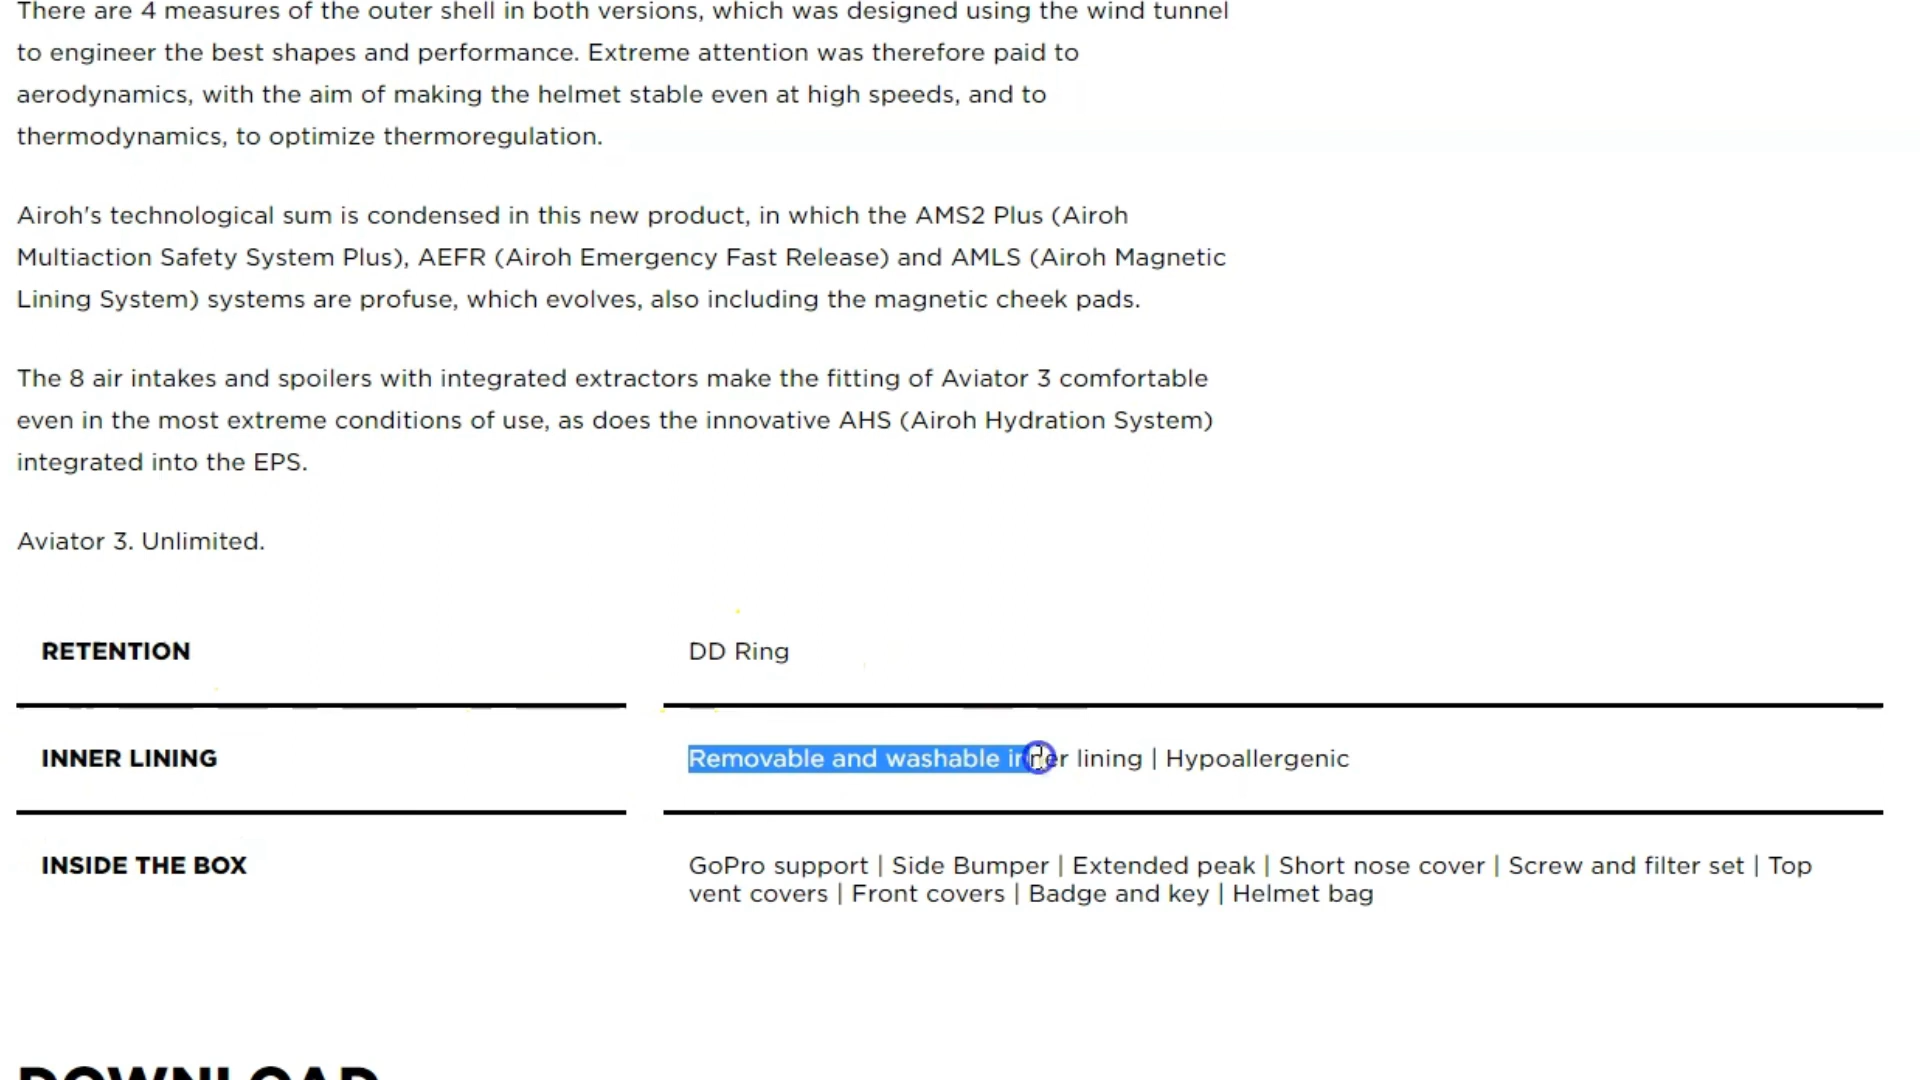 There are 4 measures of the outer shell in both versions, which was designed using the wind tunnel
to engineer the best shapes and performance. Extreme attention was therefore paid to
aerodynamics, with the aim of making the helmet stable even at high speeds, and to
thermodynamics, to optimize thermoregulation.
Airoh's technological sum is condensed in this new product, in which the AMS2 Plus (Airoh
Multiaction Safety System Plus), AEFR (Airoh Emergency Fast Release) and AMLS (Airoh Magnetic
Lining System) systems are profuse, which evolves, also including the magnetic cheek pads.
The 8 air intakes and spoilers with integrated extractors make the fitting of Aviator 3 comfortable
even in the most extreme conditions of use, as does the innovative AHS (Airoh Hydration System)
integrated into the EPS.
Aviator 3. Unlimited.
RETENTION DD Ring
INNER LINING Removable and washable inner lining | Hypoallergenic
INSIDE THE BOX GoPro support | Side Bumper | Extended peak | Short nose cover | Screw and filter set | Top
vent covers | Front covers | Badge and key | Helmet bag
DOWNLOAD